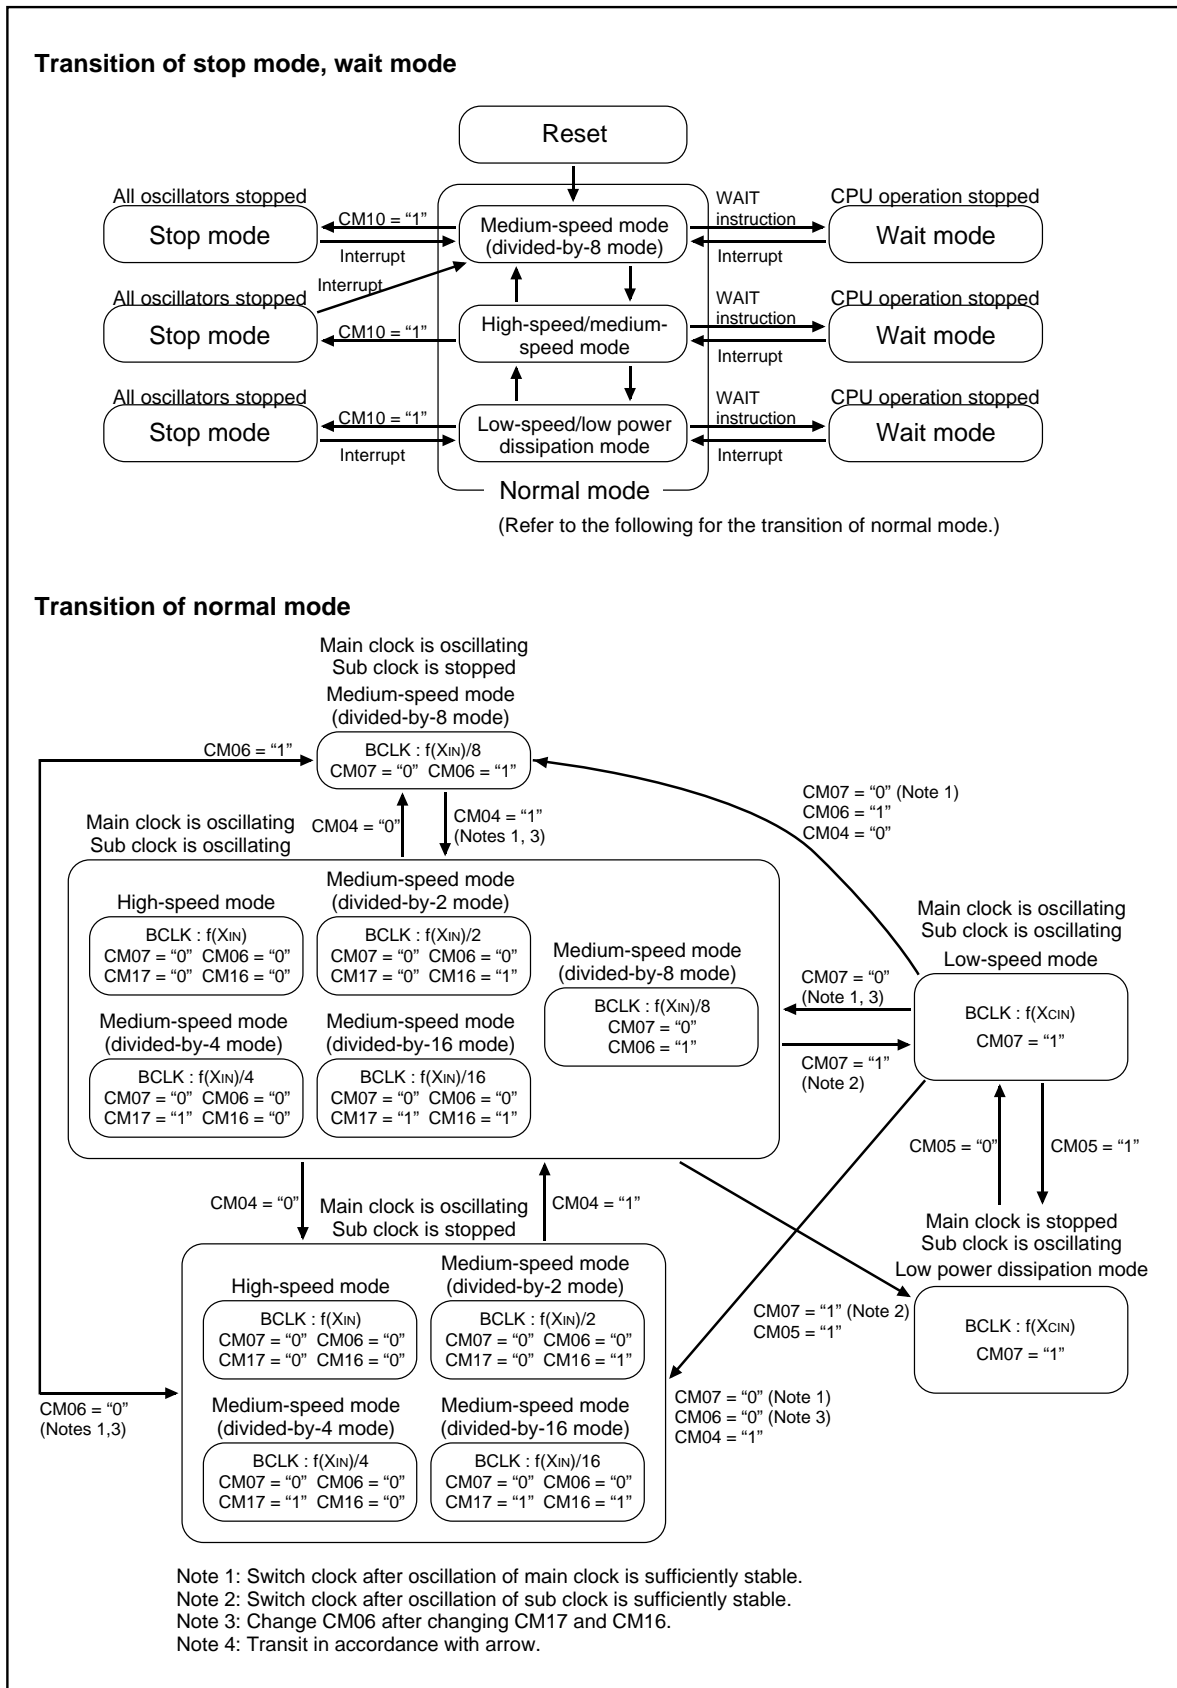 Transition of stop mode, wait mode
Reset
All oscillators stopped
Stop mode
CM10 = “1”
Interrupt
Medium-speed mode
(divided-by-8 mode)
WAIT
instruction
Interrupt
CPU operation stopped
Wait mode
Interrupt
All oscillators stopped
Stop mode
CM10 = “1”
High-speed/medium-
speed mode
WAIT
instruction
Interrupt
CPU operation stopped
Wait mode
All oscillators stopped
Stop mode
CM10 = “1”
Interrupt
Low-speed/low power
dissipation mode
WAIT
instruction
Interrupt
CPU operation stopped
Wait mode
Normal mode
(Refer to the following for the transition of normal mode.)
Transition of normal mode
Main clock is oscillating
Sub clock is stopped
Medium-speed mode
(divided-by-8 mode)
CM06 = “1”
BCLK : f(XIN)/8
CM07 = “0” CM06 = “1”
CM07 = “0” (Note 1)
CM06 = “1”
CM04 = “0”
Main clock is oscillating
Sub clock is oscillating
CM04 = “0”
CM04 = “1”
(Notes 1, 3)
High-speed mode
BCLK : f(XIN)
CM07 = “0” CM06 = “0”
CM17 = “0” CM16 = “0”
Medium-speed mode
(divided-by-2 mode)
BCLK : f(XIN)/2
CM07 = “0” CM06 = “0”
CM17 = “0” CM16 = “1”
Medium-speed mode
(divided-by-8 mode)
BCLK : f(XIN)/8
CM07 = “0”
CM06 = “1”
Medium-speed mode
(divided-by-4 mode)
BCLK : f(XIN)/4
CM07 = “0” CM06 = “0”
CM17 = “1” CM16 = “0”
Medium-speed mode
(divided-by-16 mode)
BCLK : f(XIN)/16
CM07 = “0” CM06 = “0”
CM17 = “1” CM16 = “1”
CM07 = “0”
(Note 1, 3)
CM07 = “1”
(Note 2)
Main clock is oscillating
Sub clock is oscillating
Low-speed mode
BCLK : f(XCIN)
CM07 = “1”
CM05 = “0”
CM05 = “1”
Main clock is stopped
Sub clock is oscillating
Low power dissipation mode
BCLK : f(XCIN)
CM07 = “1”
CM07 = “1” (Note 2)
CM05 = “1”
CM04 = “0”
Main clock is oscillating
Sub clock is stopped
CM04 = “1”
High-speed mode
BCLK : f(XIN)
CM07 = “0” CM06 = “0”
CM17 = “0” CM16 = “0”
Medium-speed mode
(divided-by-2 mode)
BCLK : f(XIN)/2
CM07 = “0” CM06 = “0”
CM17 = “0” CM16 = “1”
Medium-speed mode
(divided-by-4 mode)
BCLK : f(XIN)/4
CM07 = “0” CM06 = “0”
CM17 = “1” CM16 = “0”
Medium-speed mode
(divided-by-16 mode)
BCLK : f(XIN)/16
CM07 = “0” CM06 = “0”
CM17 = “1” CM16 = “1”
CM06 = “0”
(Notes 1,3)
CM07 = “0” (Note 1)
CM06 = “0” (Note 3)
CM04 = “1”
Note 1: Switch clock after oscillation of main clock is sufficiently stable.
Note 2: Switch clock after oscillation of sub clock is sufficiently stable.
Note 3: Change CM06 after changing CM17 and CM16.
Note 4: Transit in accordance with arrow.